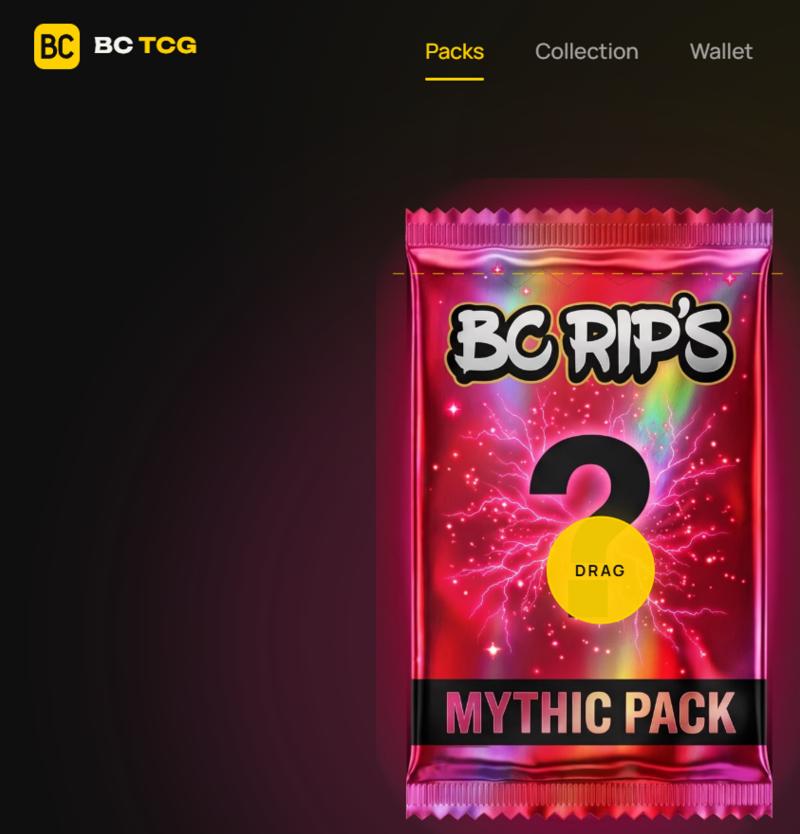 BC BC TCG
Packs Collection Wallet
BC RIP'S
?
DRAG
MYTHIC PACK